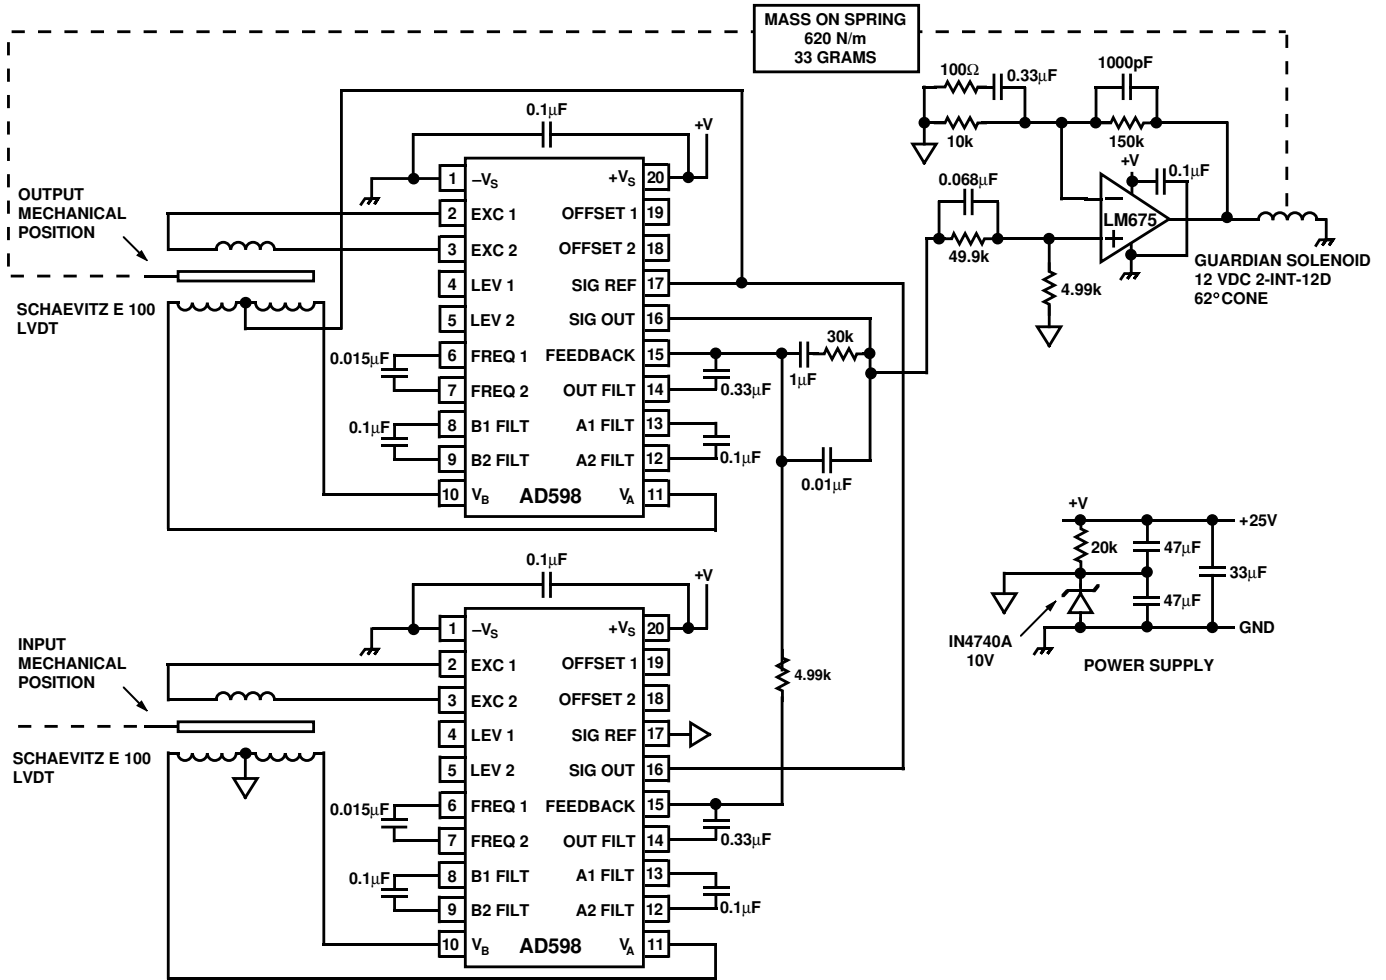 MASS ON SPRING
620 N/m
33 GRAMS
100Ω
0.33μF
1000pF
10k
150k
+V
0.1μF
0.068μF
LM675
49.9k
4.99k
GUARDIAN SOLENOID
12 VDC 2-INT-12D
62° CONE
0.1μF
+V
OUTPUT
MECHANICAL
POSITION
SCHAEVITZ E 100
LVDT
1 –VS
+VS 20
2 EXC 1
OFFSET 1 19
3 EXC 2
OFFSET 2 18
4 LEV 1
SIG REF 17
5 LEV 2
SIG OUT 16
6 FREQ 1
FEEDBACK 15
7 FREQ 2
OUT FILT 14
8 B1 FILT
A1 FILT 13
9 B2 FILT
A2 FILT 12
10 VB
AD598
VA 11
0.015μF
0.1μF
0.33μF
0.1μF
1μF
30k
0.01μF
4.99k
+V
+25V
20k
47μF
33μF
47μF
GND
IN4740A
10V
POWER SUPPLY
0.1μF
+V
INPUT
MECHANICAL
POSITION
SCHAEVITZ E 100
LVDT
1 –VS
+VS 20
2 EXC 1
OFFSET 1 19
3 EXC 2
OFFSET 2 18
4 LEV 1
SIG REF 17
5 LEV 2
SIG OUT 16
6 FREQ 1
FEEDBACK 15
7 FREQ 2
OUT FILT 14
8 B1 FILT
A1 FILT 13
9 B2 FILT
A2 FILT 12
10 VB
AD598
VA 11
0.015μF
0.1μF
0.33μF
0.1μF